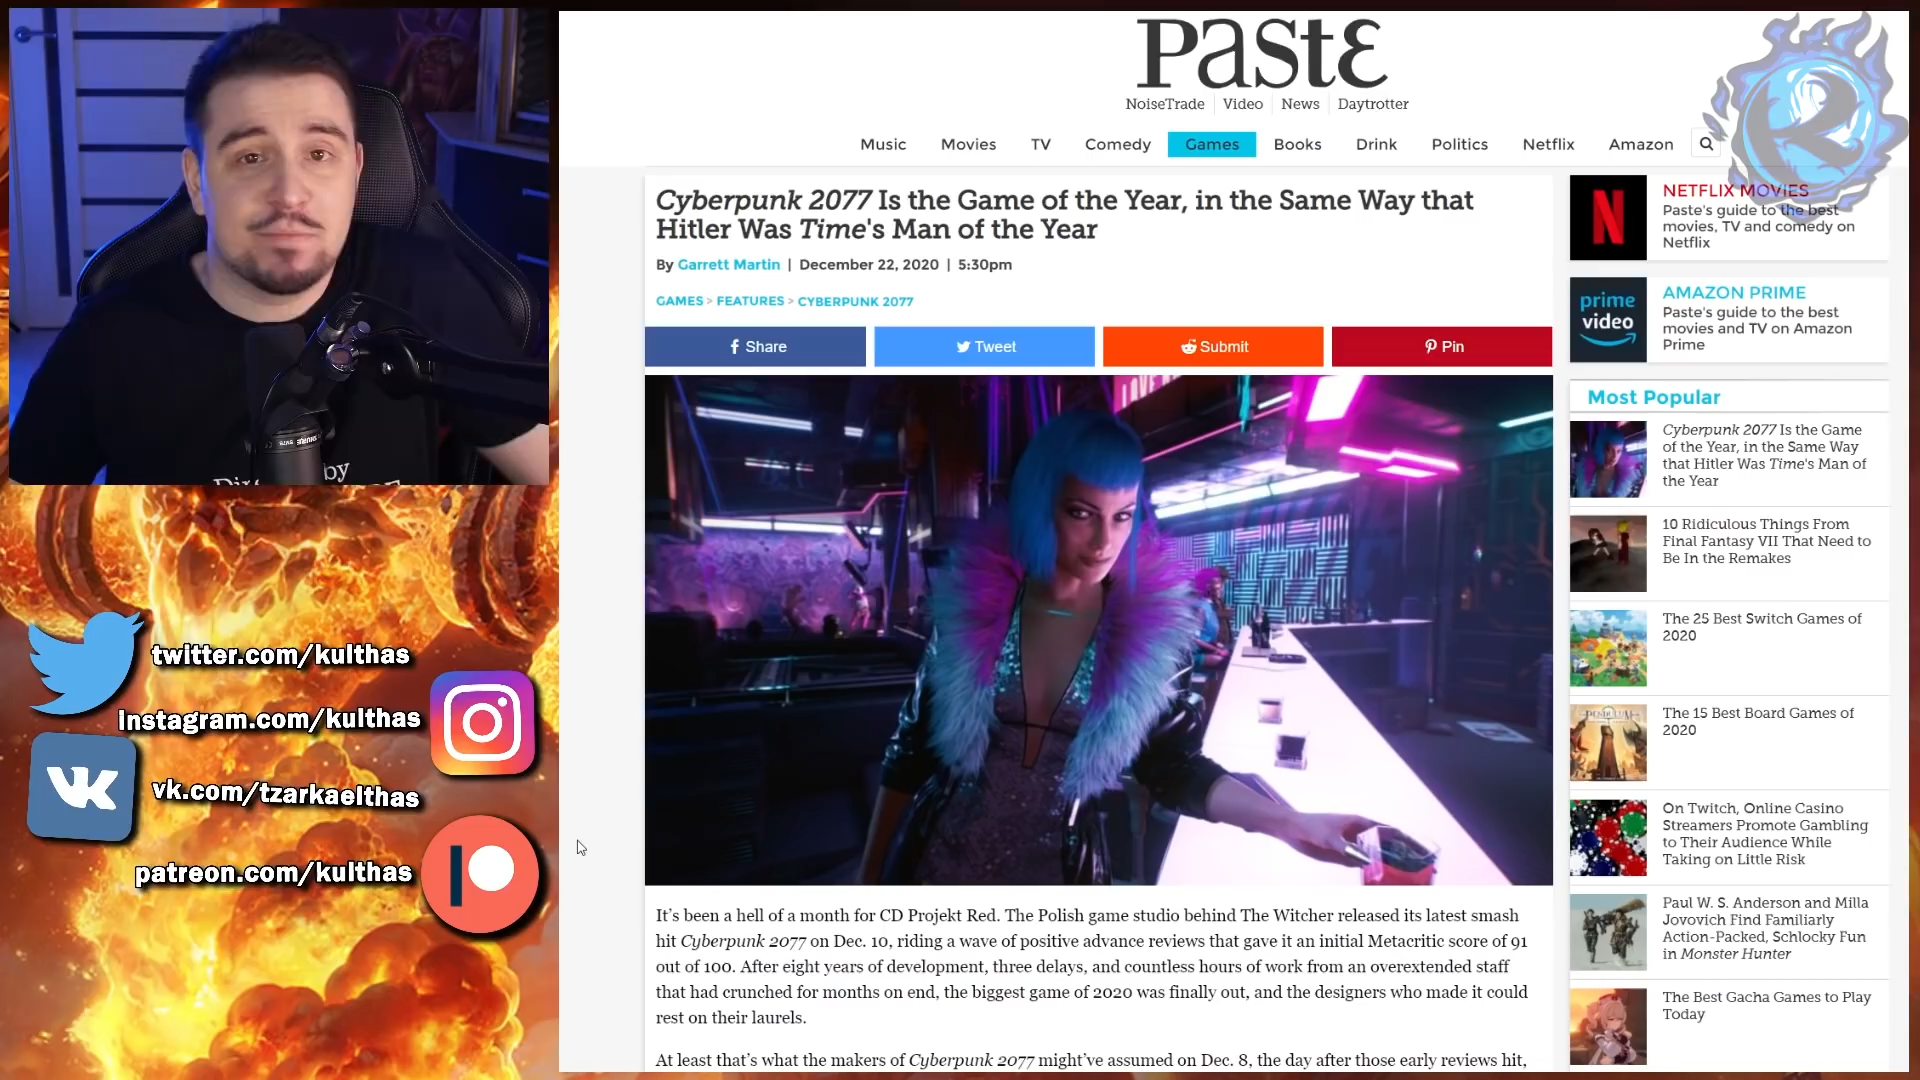 Paste
NoiseTrade | Video | News | Daytrotter
Music Movies TV Comedy Games Books Drink Politics Netflix Amazon
Cyberpunk 2077 Is the Game of the Year, in the Same Way that
Hitler Was Time's Man of the Year
By Garrett Martin | December 22, 2020 | 5:30pm
GAMES > FEATURES > CYBERPUNK 2077
Share
Tweet
Submit
Pin
It's been a hell of a month for CD Projekt Red. The Polish game studio behind The Witcher released its latest smash
hit Cyberpunk 2077 on Dec. 10, riding a wave of positive advance reviews that gave it an initial Metacritic score of 91
out of 100. After eight years of development, three delays, and countless hours of work from an overextended staff
that had crunched for months on end, the biggest game of 2020 was finally out, and the designers who made it could
rest on their laurels.
At least that's what the makers of Cyberpunk 2077 might've assumed on Dec. 8, the day after those early reviews hit,
NETFLIX MOVIES
Paste's guide to the best
movies, TV and comedy on
Netflix
prime
video
AMAZON PRIME
Paste's guide to the best
movies and TV on Amazon
Prime
Most Popular
Cyberpunk 2077 Is the Game
of the Year, in the Same Way
that Hitler Was Time's Man of
the Year
10 Ridiculous Things From
Final Fantasy VII That Need to
Be In the Remakes
The 25 Best Switch Games of
2020
PENDULUM
The 15 Best Board Games of
2020
On Twitch, Online Casino
Streamers Promote Gambling
to Their Audience While
Taking on Little Risk
Paul W. S. Anderson and Milla
Jovovich Find Familiarly
Action-Packed, Schlocky Fun
in Monster Hunter
The Best Gacha Games to Play
Today
by
twitter.com/kulthas
instagram.com/kulthas
vk.com/tzarkaelthas
patreon.com/kulthas